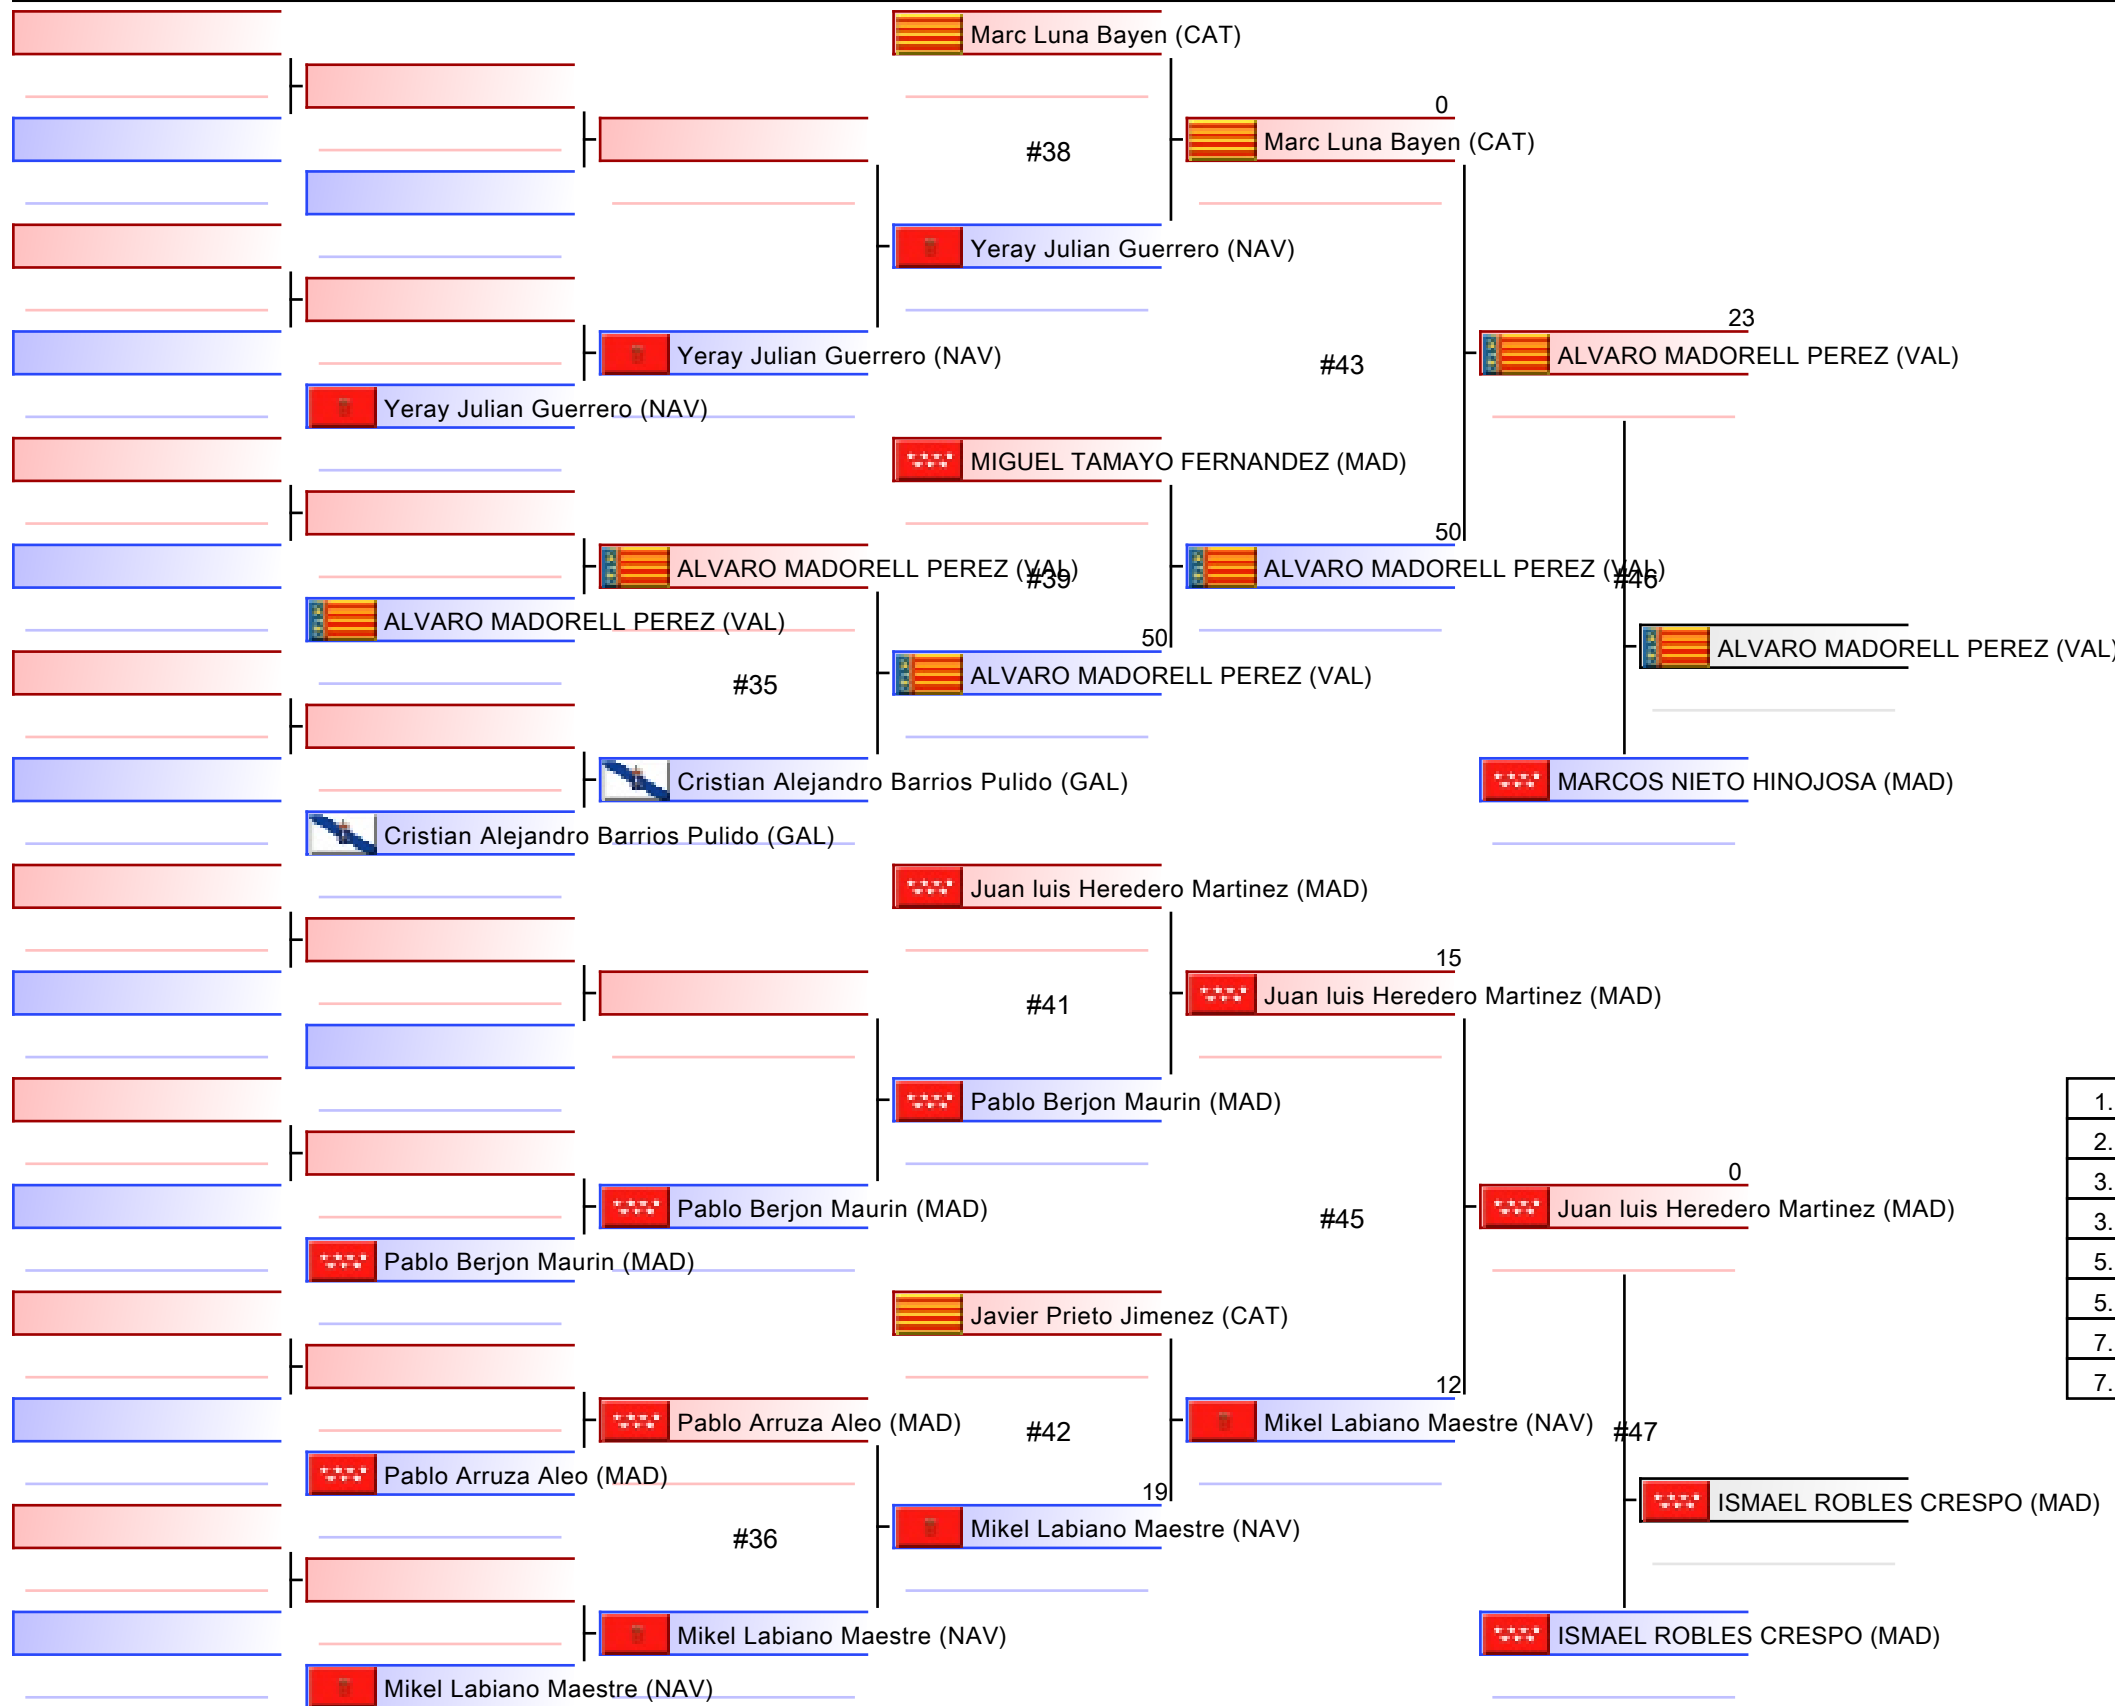 Marc Luna Bayen (CAT)
0
Marc Luna Bayen (CAT)
#38
Yeray Julian Guerrero (NAV)
23
Yeray Julian Guerrero (NAV)
#43
ALVARO MADORELL PEREZ (VAL)
Yeray Julian Guerrero (NAV)
MIGUEL TAMAYO FERNANDEZ (MAD)
50
ALVARO MADORELL PEREZ (VAL)
#39
ALVARO MADORELL PEREZ (VAL)
#46
ALVARO MADORELL PEREZ (VAL)
50
ALVARO MADORELL PEREZ (VAL)
#35
ALVARO MADORELL PEREZ (VAL)
Cristian Alejandro Barrios Pulido (GAL)
MARCOS NIETO HINOJOSA (MAD)
Cristian Alejandro Barrios Pulido (GAL)
Juan luis Heredero Martinez (MAD)
15
#41
Juan luis Heredero Martinez (MAD)
Pablo Berjon Maurin (MAD)
1.
2.
3.
0
Pablo Berjon Maurin (MAD)
#45
Juan luis Heredero Martinez (MAD)
3.
Pablo Berjon Maurin (MAD)
5.
Javier Prieto Jimenez (CAT)
5.
7.
12
7.
Pablo Arruza Aleo (MAD)
#42
Mikel Labiano Maestre (NAV)
#47
Pablo Arruza Aleo (MAD)
19
ISMAEL ROBLES CRESPO (MAD)
#36
Mikel Labiano Maestre (NAV)
Mikel Labiano Maestre (NAV)
ISMAEL ROBLES CRESPO (MAD)
Mikel Labiano Maestre (NAV)